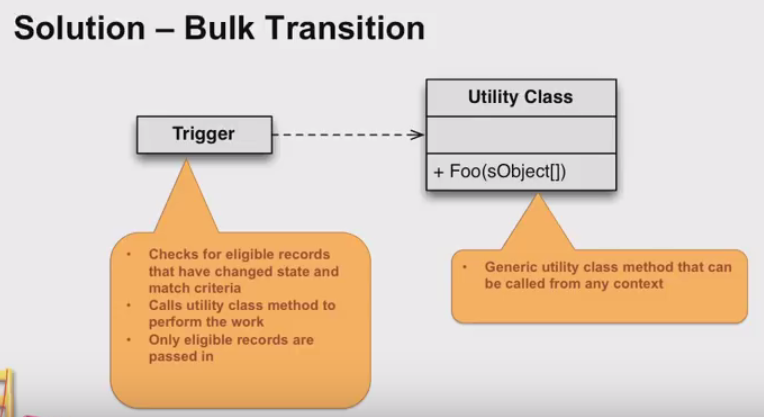 Solution – Bulk Transition
Utility Class
Trigger
+ Foo(sObject[])
• Checks for eligible records
that have changed state and
match criteria
• Calls utility class method to
perform the work
• Only eligible records are
passed in
• Generic utility class method that can
be called from any context